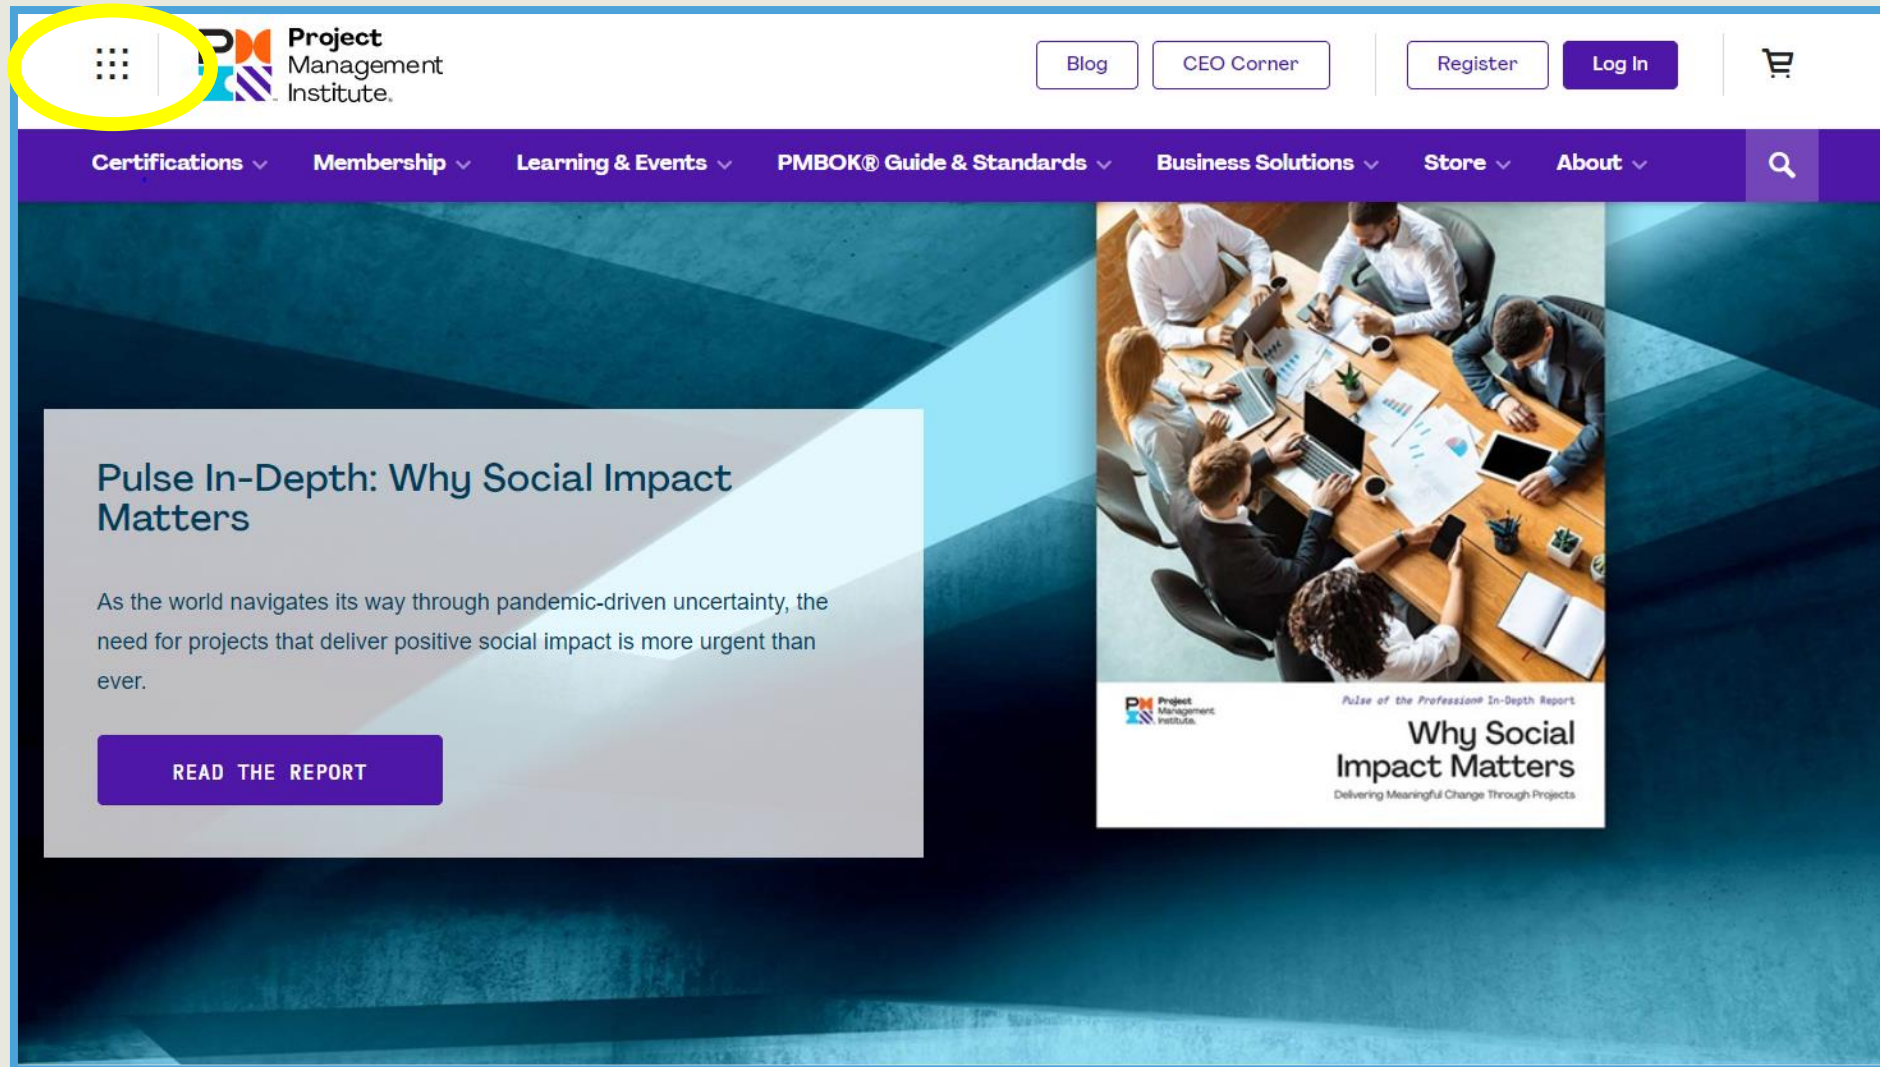 Project
Management
Institute.
Blog
CEO Corner
Register
Log In
Certifications
Membership
Learning & Events
PMBOK® Guide & Standards
Business Solutions
Store
About
Pulse In-Depth: Why Social Impact
Matters
As the world navigates its way through pandemic-driven uncertainty, the
need for projects that deliver positive social impact is more urgent than
ever.
READ THE REPORT
Project
Management
Institute.
Pulse of the Profession® In-Depth Report
Why Social
Impact Matters
Delivering Meaningful Change Through Projects